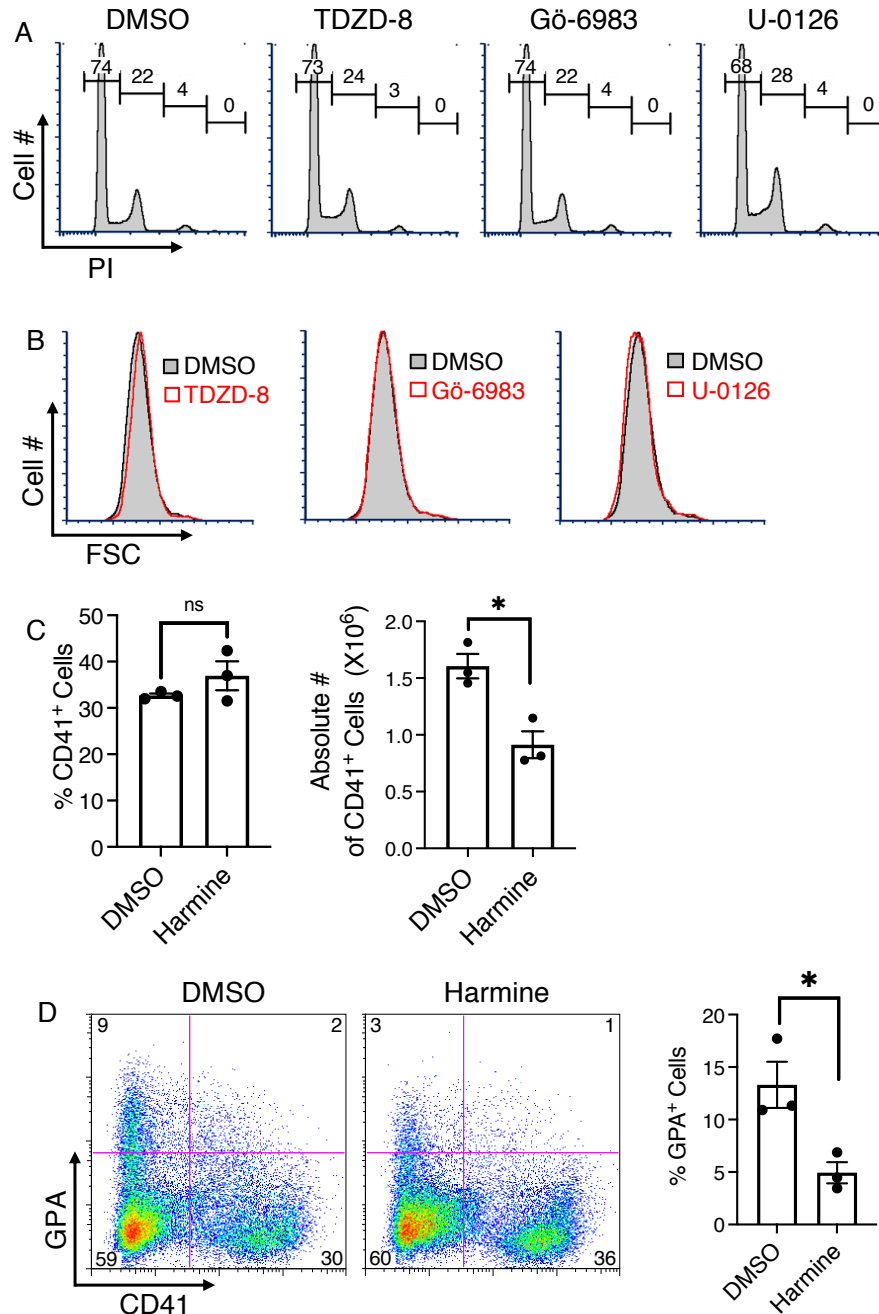 A
DMSO
TDZD-8
Gö-6983
U-0126
74 22 4 0
73 24 3 0
74 22 4 0
68 28 4 0
Cell #
PI
B
DMSO
TDZD-8
DMSO
Gö-6983
DMSO
U-0126
Cell #
FSC
C
% CD41+ Cells
50
40
30
20
10
0
ns
DMSO
Harmine
Absolute #
of CD41+ Cells (X10⁶)
2.0
1.5
1.0
0.5
0.0
*
DMSO
Harmine
D
DMSO
Harmine
9 2
59 30
3 1
60 36
GPA
CD41
% GPA+ Cells
20
15
10
5
0
*
DMSO
Harmine